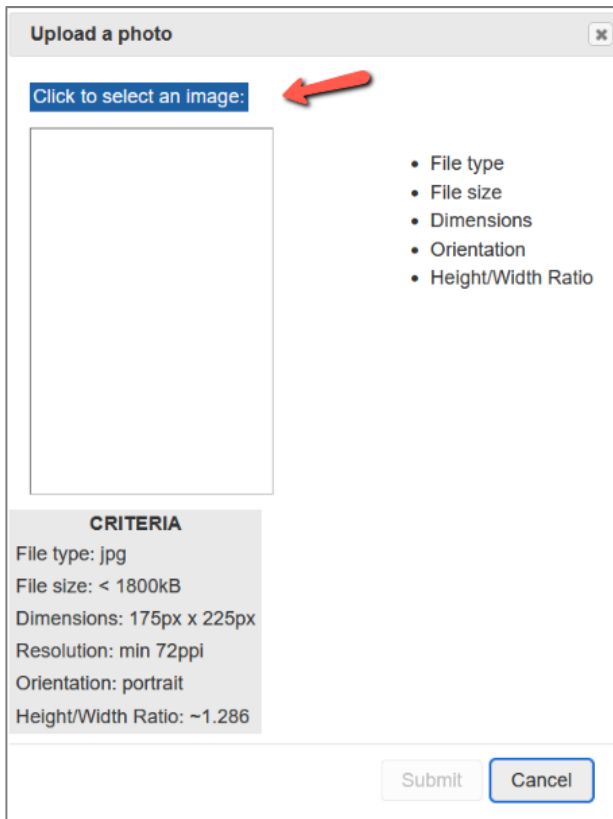 Upload a photo
Click to select an image:
• File type
• File size
• Dimensions
• Orientation
• Height/Width Ratio
CRITERIA
File type: jpg
File size: < 1800kB
Dimensions: 175px x 225px
Resolution: min 72ppi
Orientation: portrait
Height/Width Ratio: ~1.286
Submit
Cancel